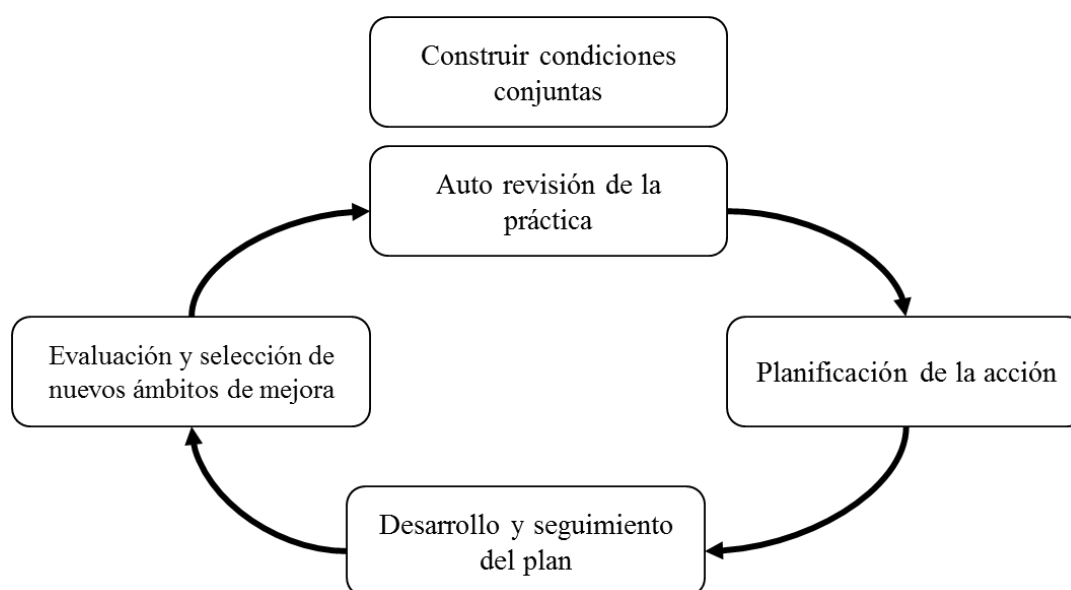 Construir condiciones
conjuntas
Auto revisión de la
práctica
Planificación de la acción
Desarrollo y seguimiento
del plan
Evaluación y selección de
nuevos ámbitos de mejora